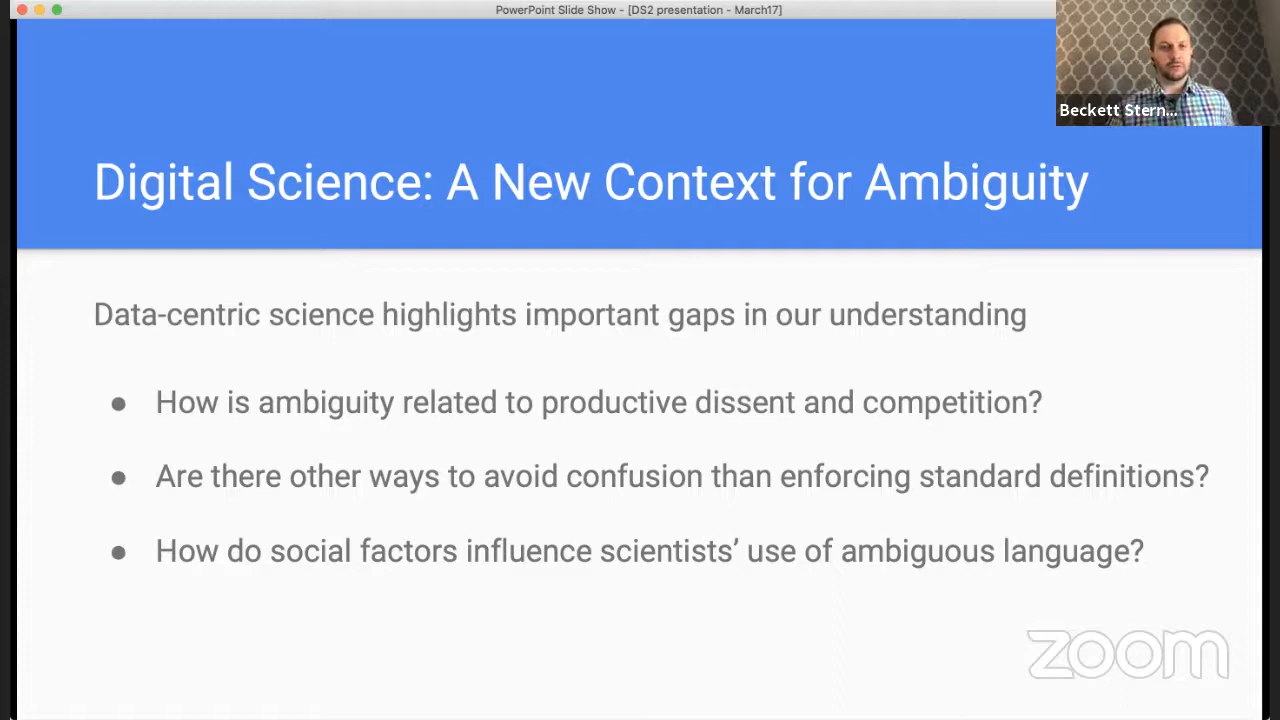 PowerPoint Slide Show - [DS2 presentation - March17]
Beckett Stern...
Digital Science: A New Context for Ambiguity
Data-centric science highlights important gaps in our understanding
● How is ambiguity related to productive dissent and competition?
● Are there other ways to avoid confusion than enforcing standard definitions?
● How do social factors influence scientists’ use of ambiguous language?
zoom